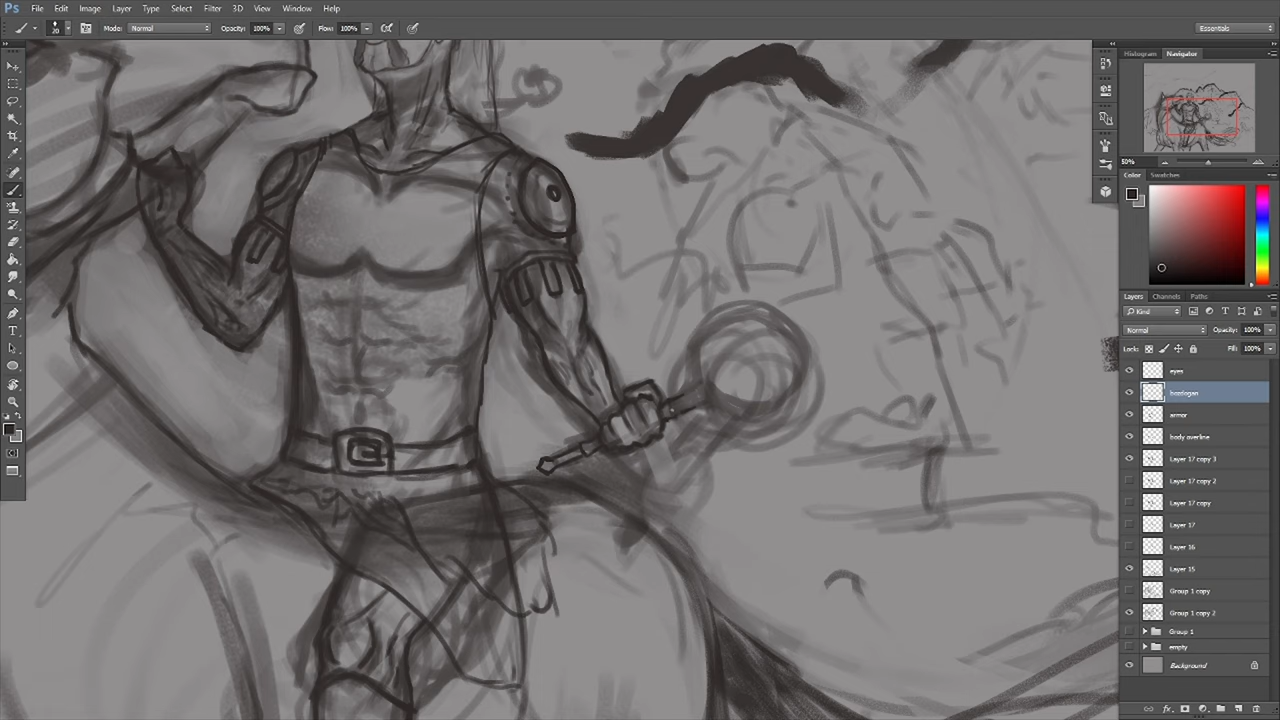 Ps File Edit Image Layer Type Select Filter 3D View Window Help
20 Mode: Normal Opacity: 100% Flow: 100% Essentials
Histogram Navigator
50%
Color Swatches
Layers Channels Paths
Kind
Normal Opacity: 100%
Lock: Fill: 100%
eyes
armor
body overline
Layer 17 copy 3
Layer 17 copy 2
Layer 17 copy
Layer 17
Layer 16
Layer 15
Group 1 copy
Group 1 copy 2
Group 1
empty
Background
fx